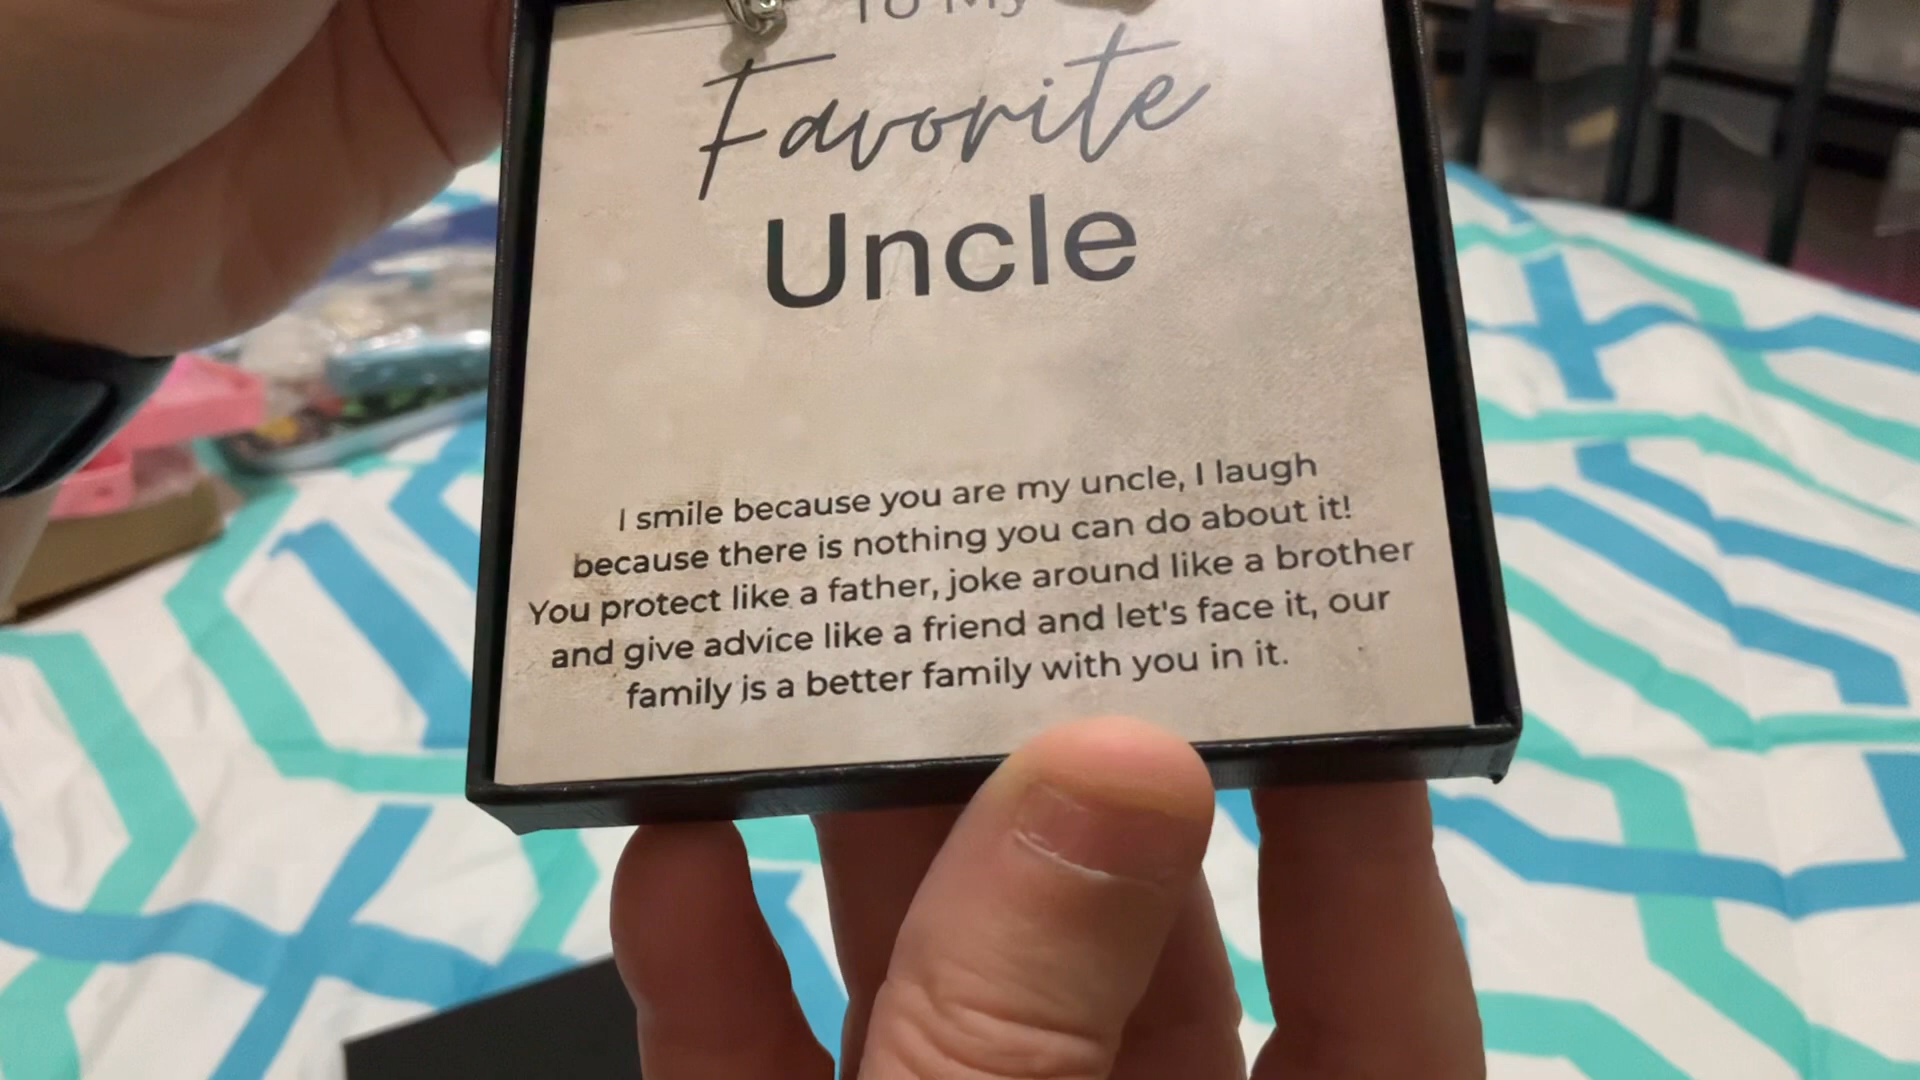 To My
Favorite
Uncle
I smile because you are my uncle, I laugh
because there is nothing you can do about it!
You protect like a father, joke around like a brother
and give advice like a friend and let's face it, our
family is a better family with you in it.